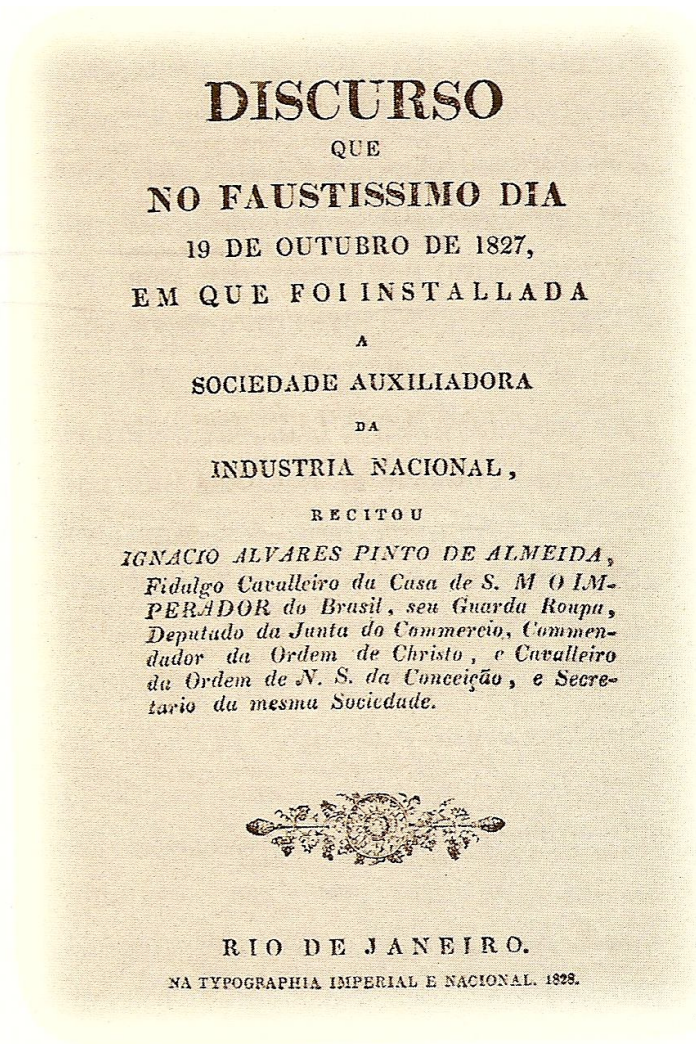 DISCURSO
QUE
NO FAUSTISSIMO DIA
19 DE OUTUBRO DE 1827,
EM QUE FOI INSTALLADA
A
SOCIEDADE AUXILIADORA
DA
INDUSTRIA NACIONAL,
RECITOU
IGNACIO ALVARES PINTO DE ALMEIDA,
Fidalgo Cavalleiro da Casa de S. M O IM-
PERADOR do Brasil, seu Guarda Roupa,
Deputado da Junta do Commercio, Commen-
dador da Ordem de Christo, e Cavalleiro
da Ordem de N. S. da Conceição, e Secre-
tario da mesma Sociedade.
RIO DE JANEIRO.
NA TYPOGRAPHIA IMPERIAL E NACIONAL. 1828.